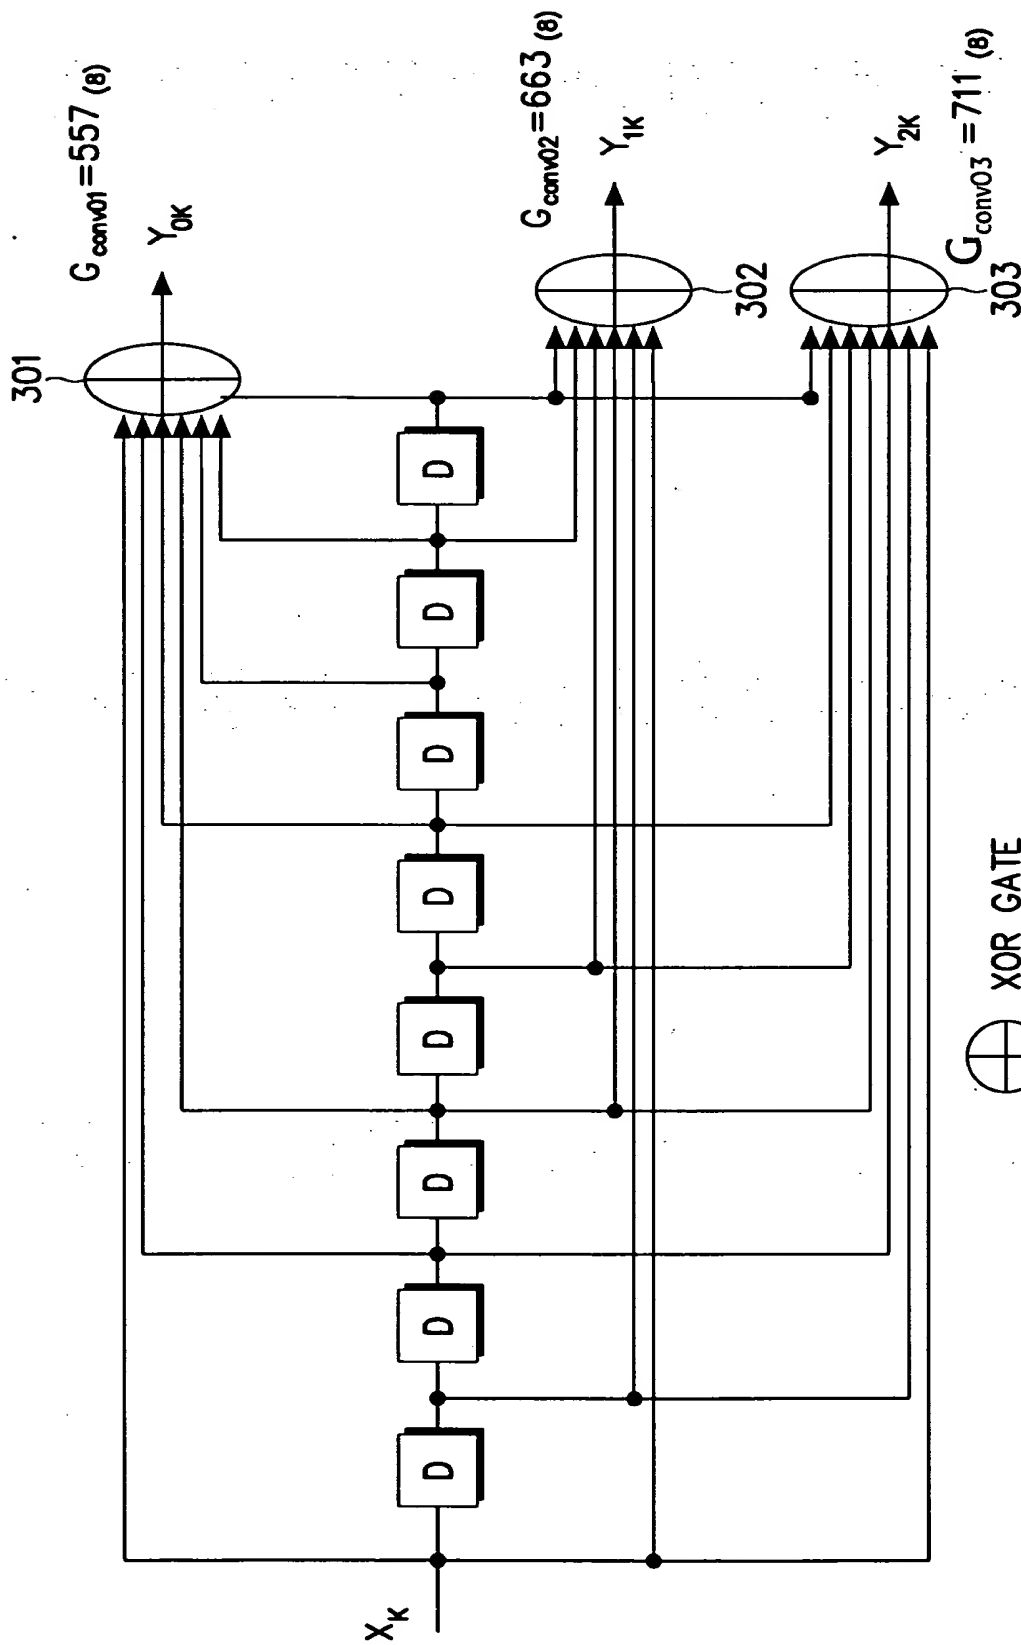 301
G_conv01=557 (8)
Y_0K
G_conv02=663 (8)
Y_1K
302
Y_2K
G_conv03=711 (8)
303
X_K
D
D
D
D
D
D
D
D
XOR GATE